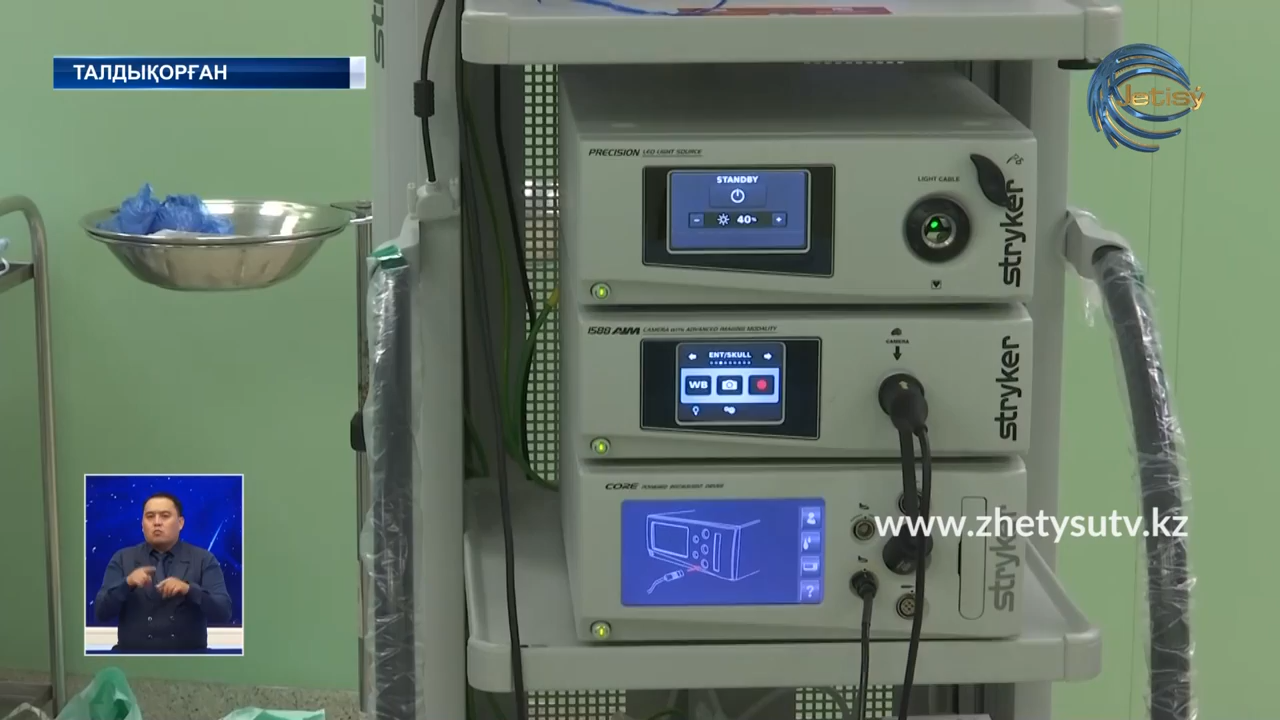 ТАЛДЫҚОРҒАН
Jetisý
PRECISION LED LIGHT SOURCE
STANDBY
- 40% +
LIGHT CABLE
stryker
1588 AIM CAMERA WITH ADVANCED IMAGING MODALITY
ENT/SKULL
WB
CAMERA
stryker
CORE
?
www.zhetysutv.kz
stryker